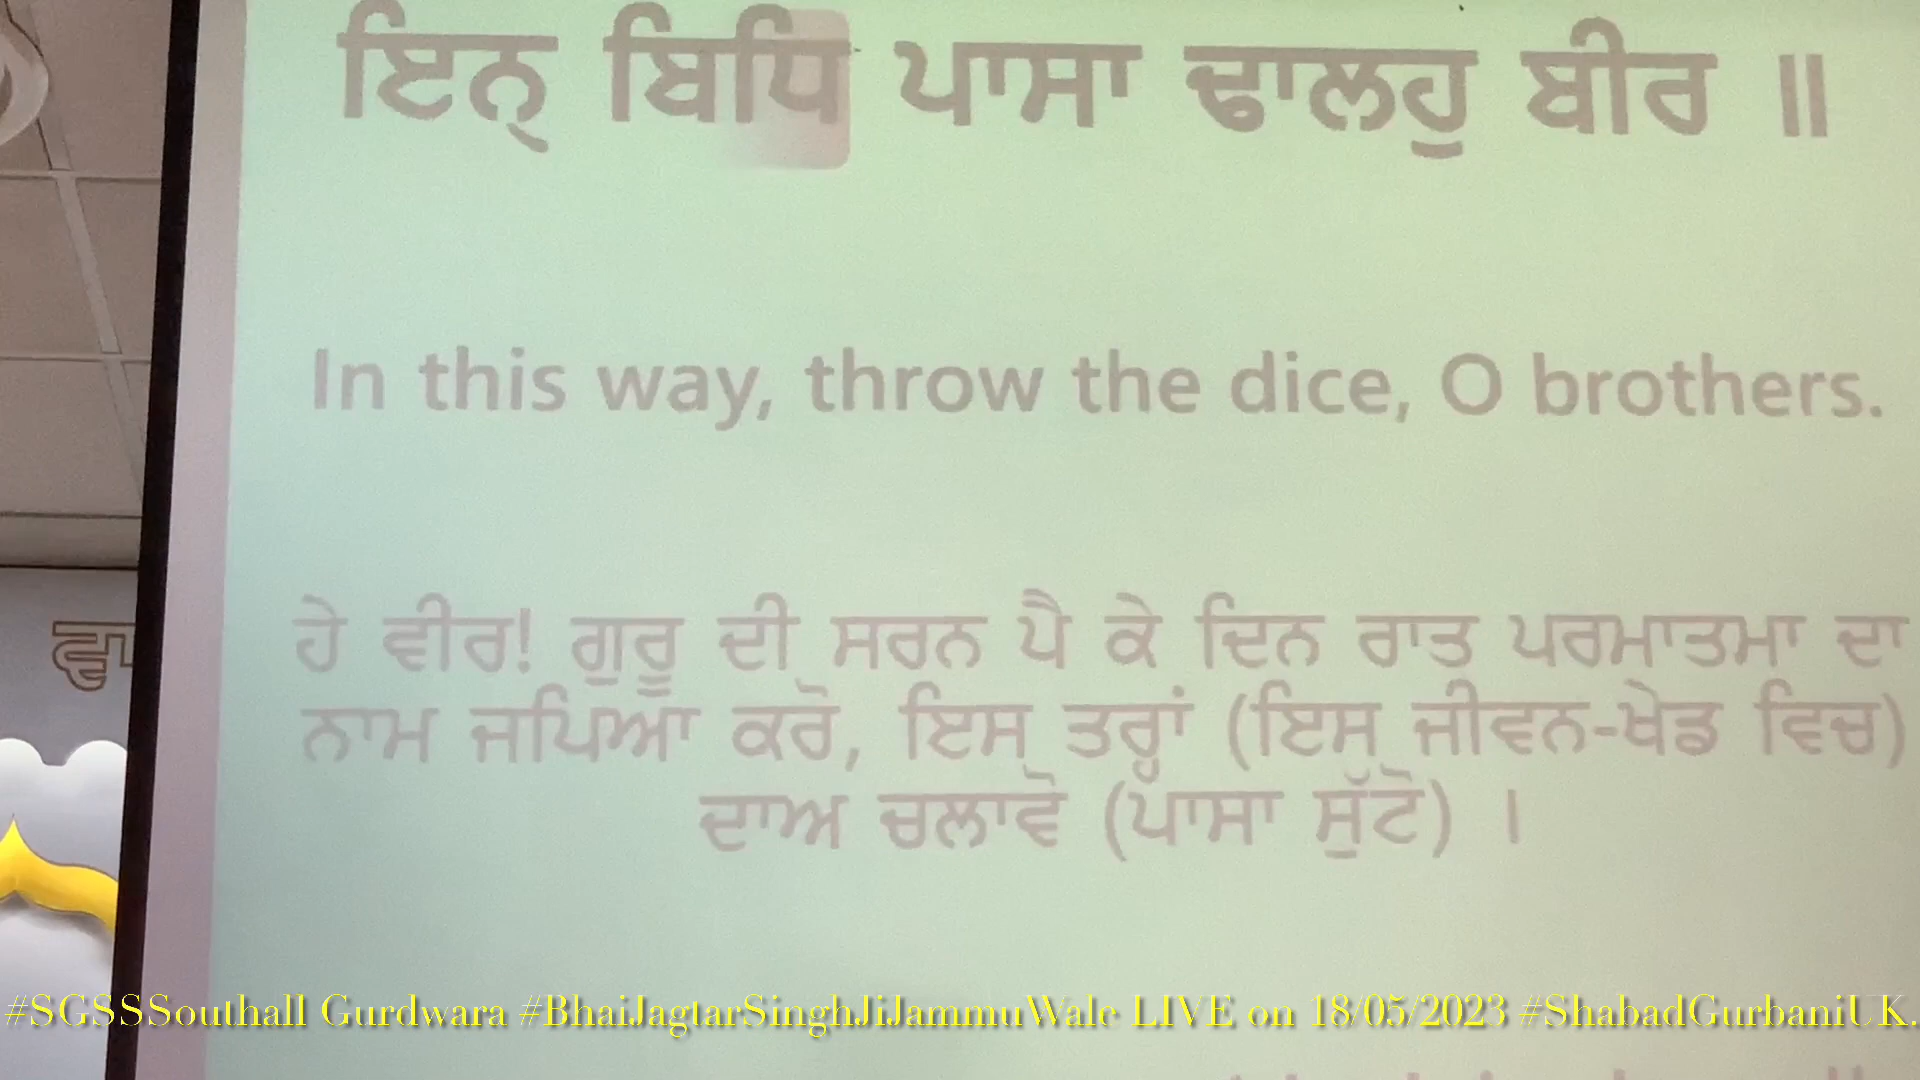 ਇਨ੍ ਬਿਧਿ ਪਾਸਾ ਢਾਲਹੁ ਬੀਰ ॥
In this way, throw the dice, O brothers.
ਹੇ ਵੀਰ! ਗੁਰੂ ਦੀ ਸਰਨ ਪੈ ਕੇ ਦਿਨ ਰਾਤ ਪਰਮਾਤਮਾ ਦਾ
ਨਾਮ ਜਪਿਆ ਕਰੋ, ਇਸ ਤਰ੍ਹਾਂ (ਇਸ ਜੀਵਨ-ਖੇਡ ਵਿਚ)
ਦਾਅ ਚਲਾਵੋ (ਪਾਸਾ ਸੁੱਟੋ) ।
#SGSSSouthall Gurdwara #BhaiJagtarSinghJiJammuWale LIVE on 18/05/2023 #ShabadGurbaniUK.